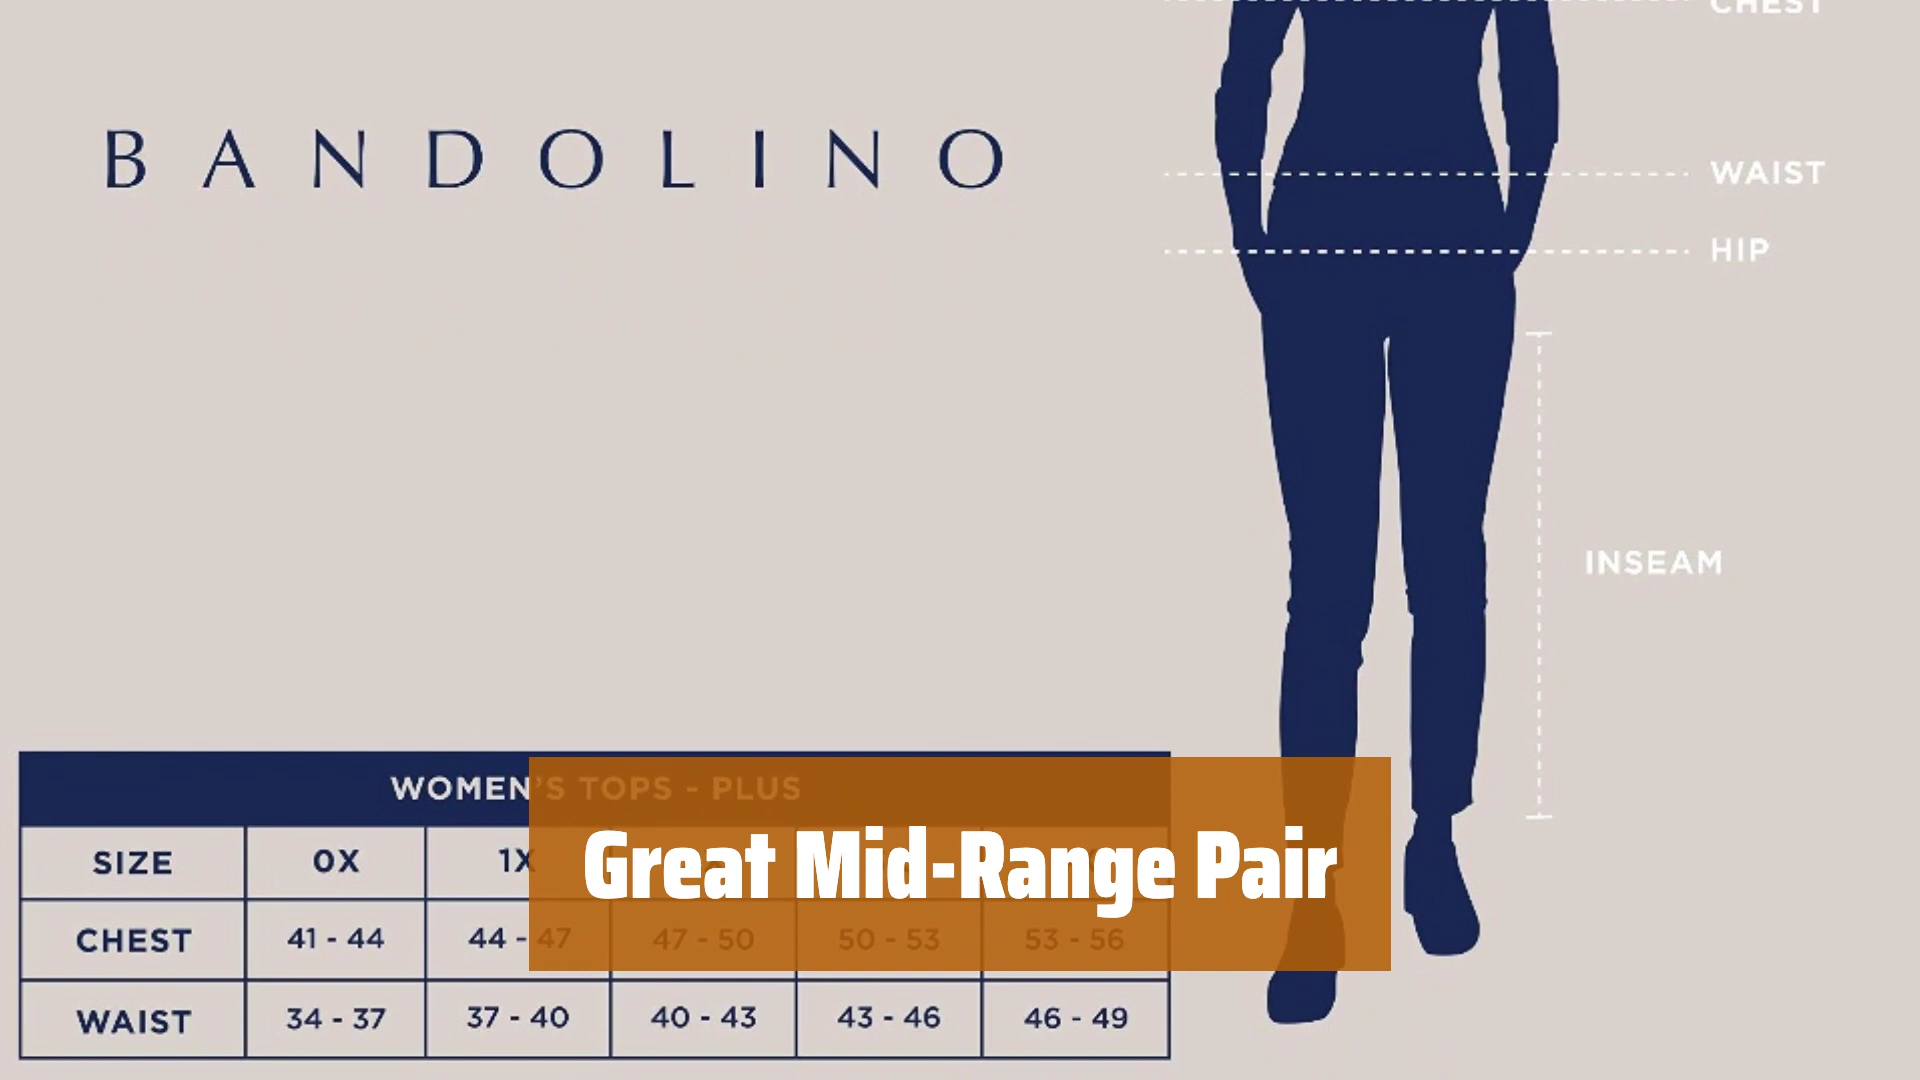 CHEST
BANDOLINO
WAIST
HIP
INSEAM
WOMEN'S TOPS - PLUS
SIZE 0X 1X
Great Mid-Range Pair
CHEST 41 - 44 44 - 47 47 - 50 50 - 53 53 - 56
WAIST 34 - 37 37 - 40 40 - 43 43 - 46 46 - 49